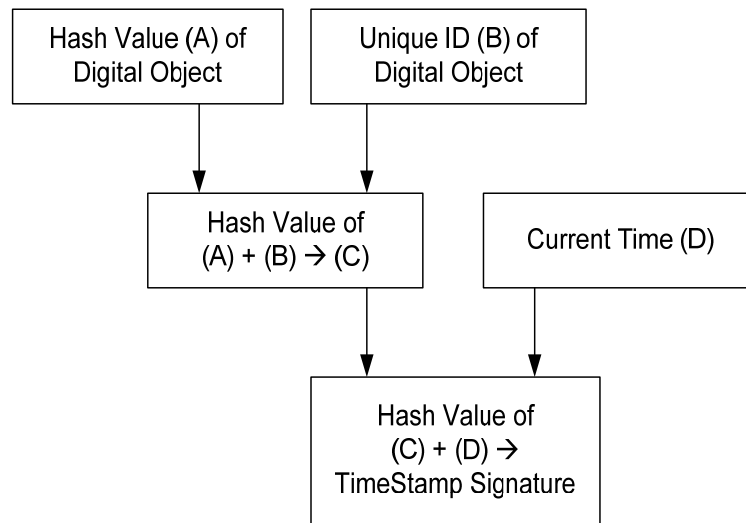 Hash Value (A) of
Digital Object
Unique ID (B) of
Digital Object
Hash Value of
(A) + (B) → (C)
Current Time (D)
Hash Value of
(C) + (D) →
TimeStamp Signature